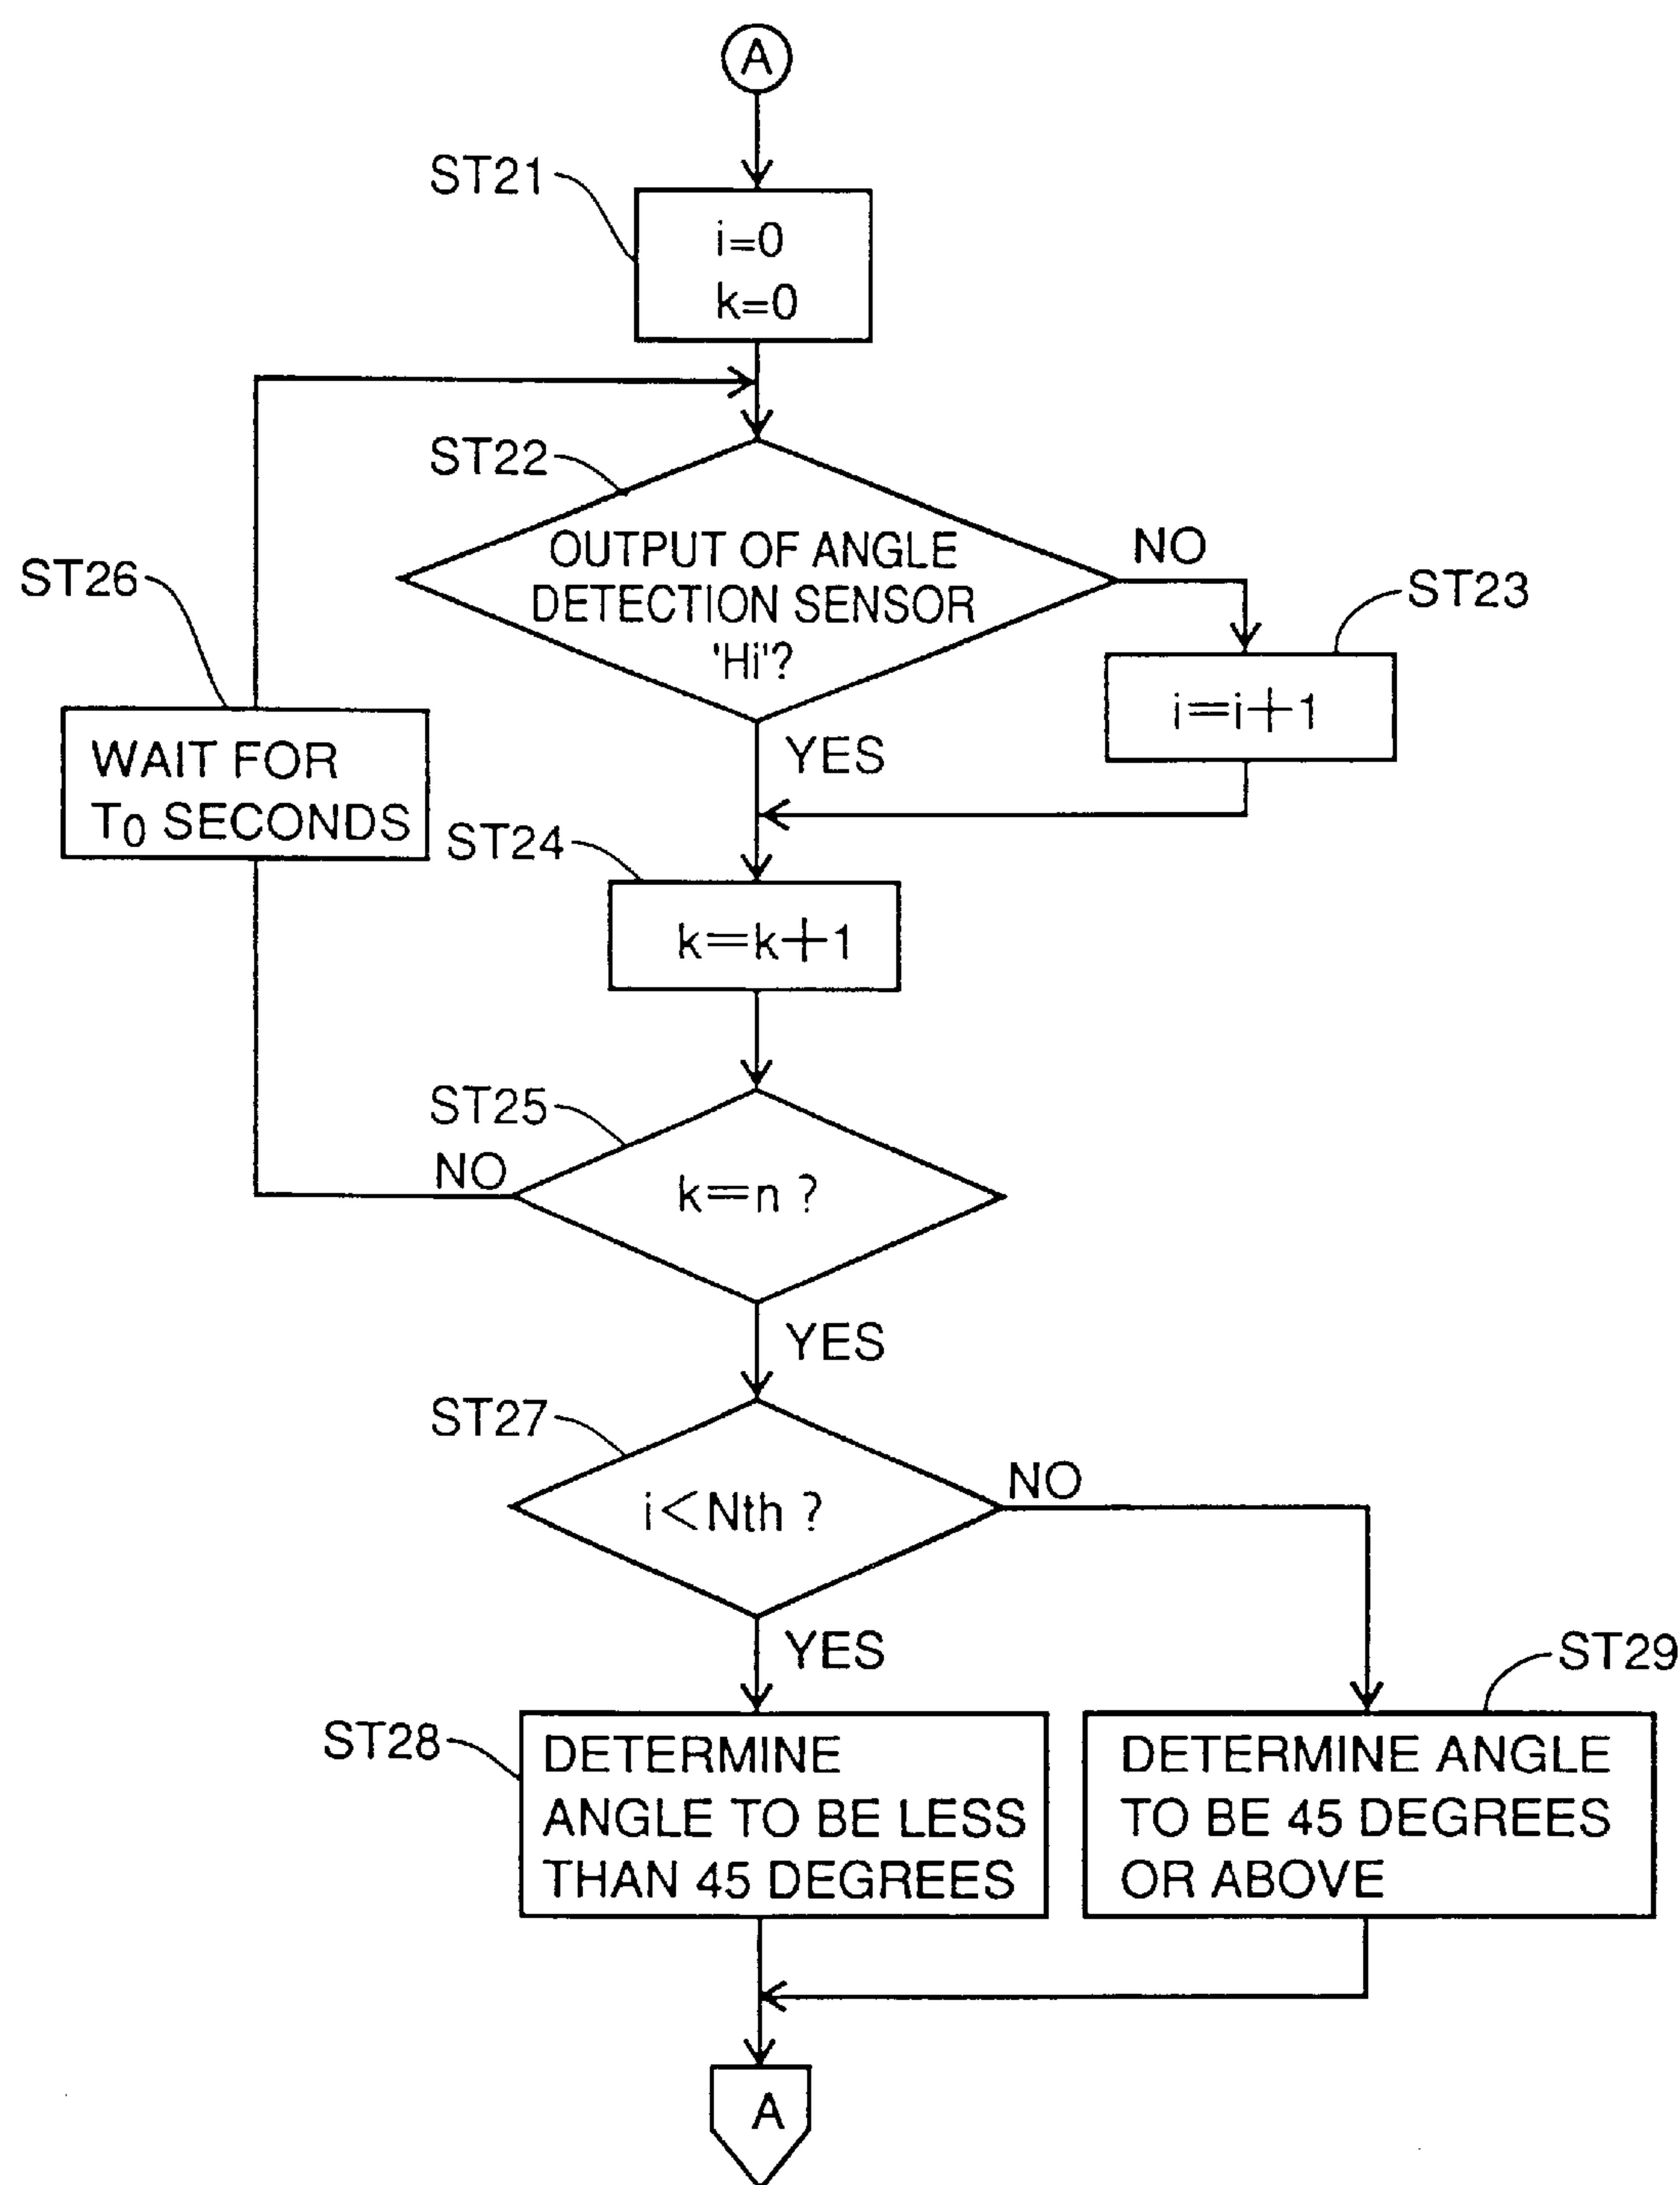 A
ST21
i=0
k=0
ST22
OUTPUT OF ANGLE
DETECTION SENSOR
'Hi'?
NO
ST23
i=i+1
ST26
WAIT FOR
T0 SECONDS
YES
ST24
k=k+1
ST25
NO
k=n ?
YES
ST27
i<Nth ?
NO
YES
ST28
DETERMINE
ANGLE TO BE LESS
THAN 45 DEGREES
ST29
DETERMINE ANGLE
TO BE 45 DEGREES
OR ABOVE
A